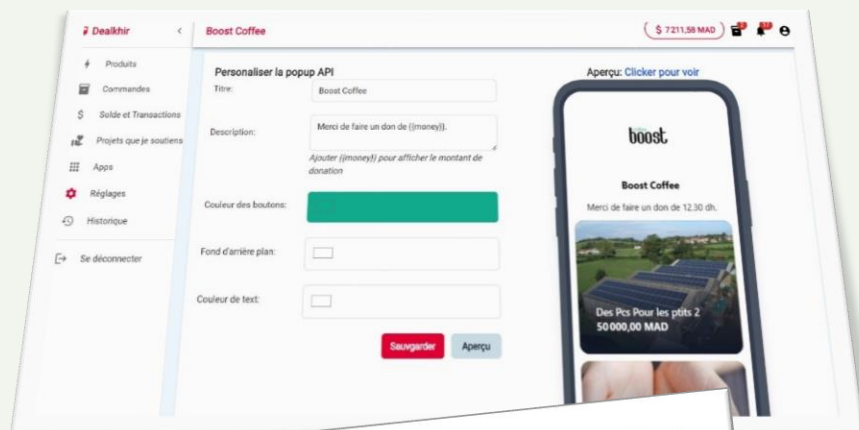 Dealkhir
<
Boost Coffee
$ 7211,58 MAD
Produits
Commandes
$ Solde et Transactions
Projets que je soutiens
Apps
Réglages
Historique
Se déconnecter
Personaliser la popup API
Titre:
Boost Coffee
Description:
Merci de faire un don de {{money}}.
Ajouter {{money}} pour afficher le montant de
donation
Couleur des boutons:
Fond d'arrière plan:
Couleur de text:
Sauvgarder
Aperçu
Aperçu: Clicker pour voir
boost
Boost Coffee
Merci de faire un don de 12.30 dh.
Des Pcs Pour les ptits 2
50 000,00 MAD